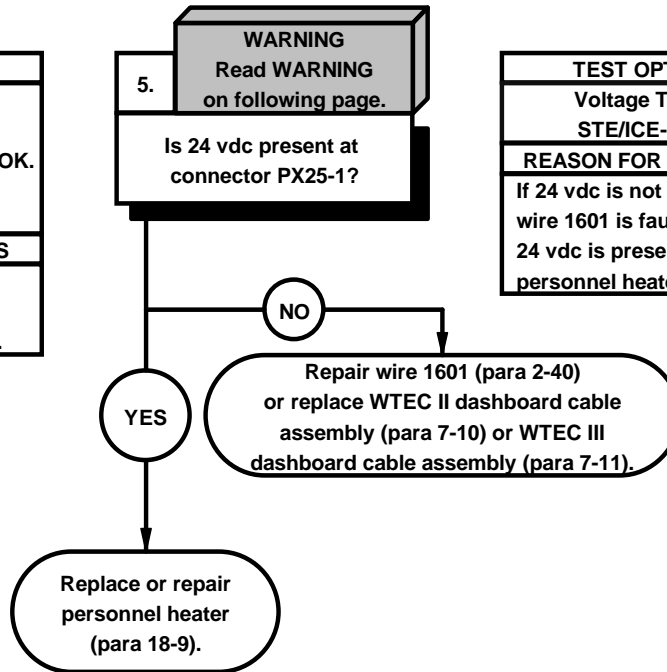 OK.
S
.
5.
WARNING
Read WARNING
on following page.
Is 24 vdc present at
connector PX25-1?
TEST OPT
Voltage T
STE/ICE-
REASON FOR
If 24 vdc is not
wire 1601 is fau
24 vdc is prese
personnel heate
NO
Repair wire 1601 (para 2-40)
or replace WTEC II dashboard cable
assembly (para 7-10) or WTEC III
dashboard cable assembly (para 7-11).
YES
Replace or repair
personnel heater
(para 18-9).